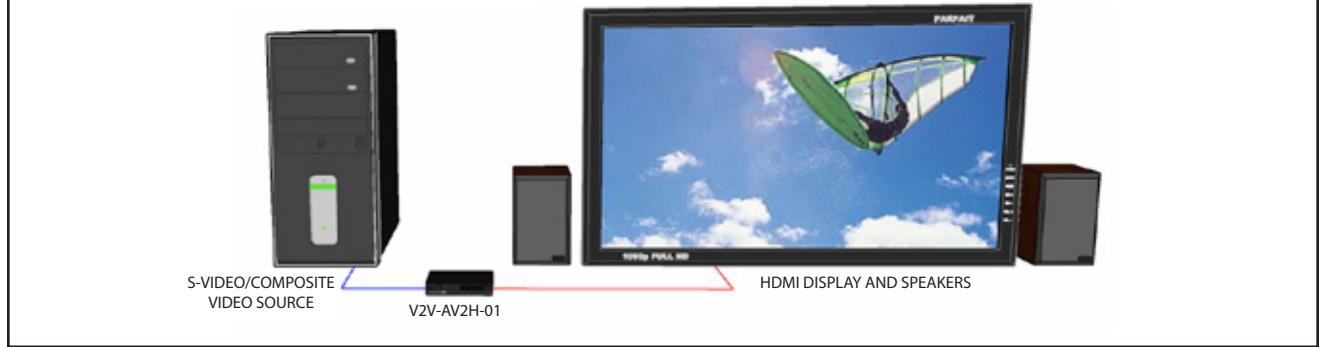 PARFAIT
1080p FULL HD
S-VIDEO/COMPOSITE
VIDEO SOURCE
V2V-AV2H-01
HDMI DISPLAY AND SPEAKERS